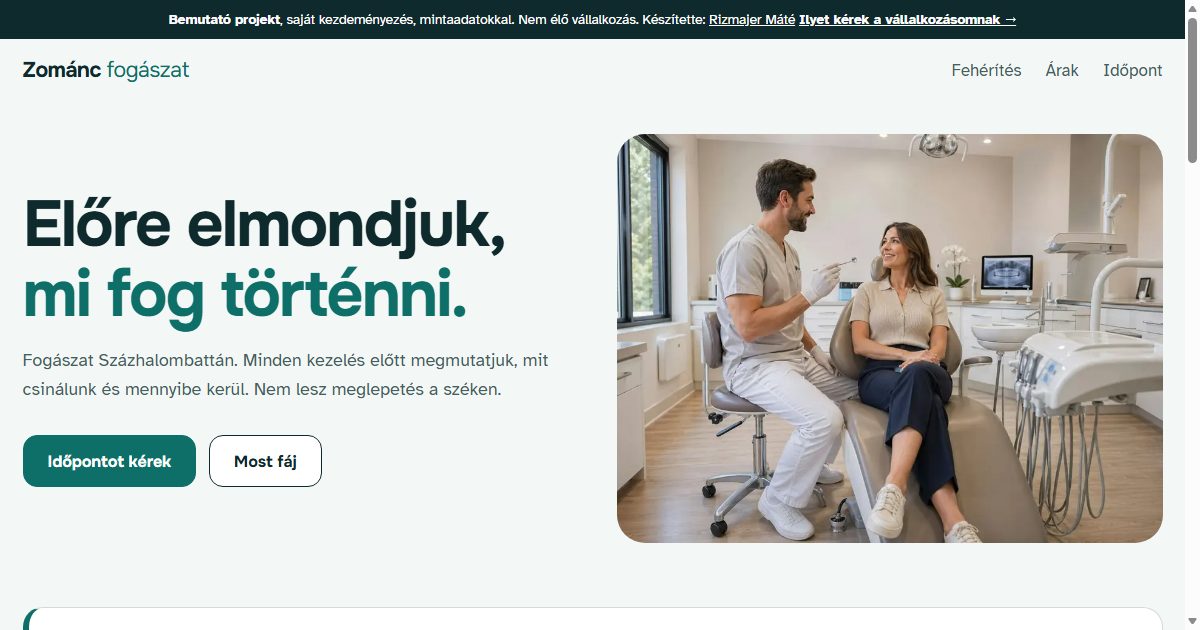 Bemutató projekt, saját kezdeményezés, mintaadatokkal. Nem élő vállalkozás. Készítette: Rizmajer Máté Ilyet kérek a vállalkozásomnak →
Zománc fogászat
Fehérítés Árak Időpont
Előre elmondjuk,
mi fog történni.
Fogászat Százhalombattán. Minden kezelés előtt megmutatjuk, mit
csinálunk és mennyibe kerül. Nem lesz meglepetés a széken.
Időpontot kérek
Most fáj